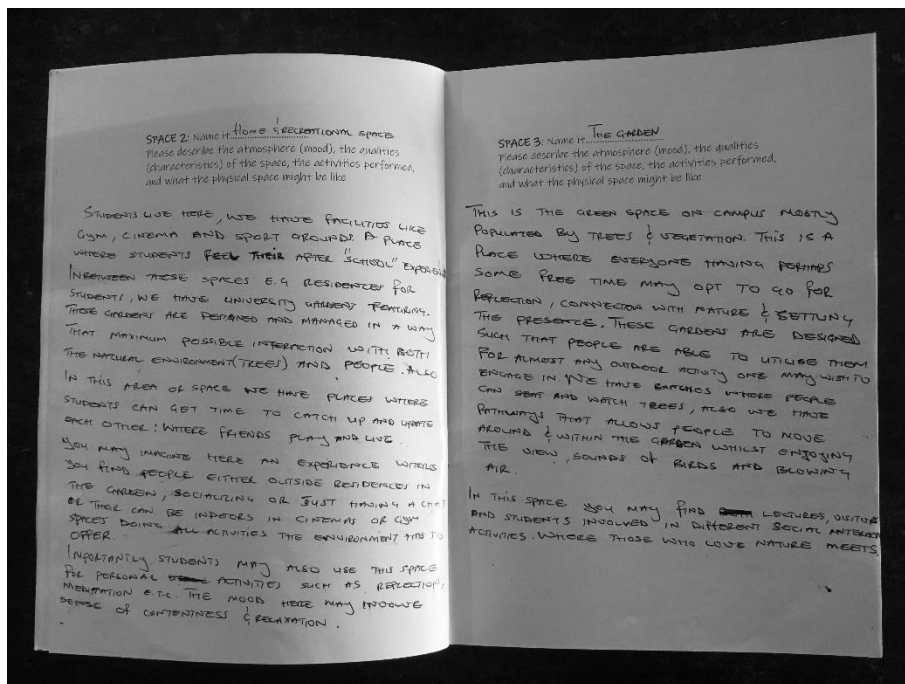 SPACE 2: Name it Home & RECREATIONAL SPACE
Please describe the atmosphere (mood), the qualities
(characteristics) of the space, the activities performed,
and what the physical space might be like
STUDENTS LIVE HERE, WE HAVE FACILITIES LIKE
GYM, CINEMA AND SPORT GROUNDS. A PLACE
WHERE STUDENTS FEEL THEIR AFTER "SCHOOL" EXPERIENCE
INBETWEEN THESE SPACES E.G RESIDENCES FOR
STUDENTS, WE HAVE UNIVERSITY GARDENS FEATURING.
THESE GARDENS ARE DESIGNED AND MANAGED IN A WAY
THAT MAXIMUM POSSIBLE INTERACTION WITH BOTH
THE NATURAL ENVIRONMENT (TREES) AND PEOPLE. ALSO
IN THIS AREA OR SPACE WE HAVE PLACES WHERE
STUDENTS CAN GET TIME TO CATCH UP AND UPDATE
EACH OTHER! WHERE FRIENDS PLAY AND LIVE.
YOU MAY IMAGINE HERE AN EXPERIENCE WHERE
YOU FIND PEOPLE EITHER OUTSIDE RESIDENCES IN
THE GARDEN, SOCIALIZING OR JUST HAVING A CHAT
OR THEIR CAN BE INDOORS IN CINEMAS OR GYM
SPACES DOING ALL ACTIVITIES THE ENVIRONMENT HAS TO
OFFER.
IMPORTANTLY STUDENTS MAY ALSO USE THIS SPACE
FOR PERSONAL ACTIVITIES SUCH AS REFLECTION,
MEDITATION E.T.C. THE MOOD HERE MAY INVOLVE
SENSE OF CONTENTNESS & RELAXATION.
SPACE 3: Name it THE GARDEN
Please describe the atmosphere (mood), the qualities
(characteristics) of the space, the activities performed,
and what the physical space might be like
THIS IS THE GREEN SPACE ON CAMPUS MOSTLY
POPULATED BY TREES & VEGETATION. THIS IS A
PLACE WHERE EVERYONE HAVING PERHAPS
SOME FREE TIME MAY OPT TO GO FOR
REFLECTION, CONNECTON WITH NATURE & GETTING
THE PRESENCE. THESE GARDENS ARE DESIGNED
SUCH THAT PEOPLE ARE ABLE TO UTILISE THEM
FOR ALMOST ANY OUTDOOR ACTIVITY ONE MAY WISH TO
ENGAGE IN. WE HAVE BATCHES WHERE PEOPLE
CAN SEAT AND WATCH TREES, ALSO WE HAVE
PATHWAYS THAT ALLOWS PEOPLE TO MOVE
AROUND & WITHIN THE GARDEN WHILST ENJOYING
THE VIEW, SOUNDS OF BIRDS AND BLOWING
AIR.
IN THIS SPACE YOU MAY FIND LECTURES, VISITORS
AND STUDENTS INVOLVED IN DIFFERENT SOCIAL
ACTIVITIES. WHERE THOSE WHO LOVE NATURE MEETS.